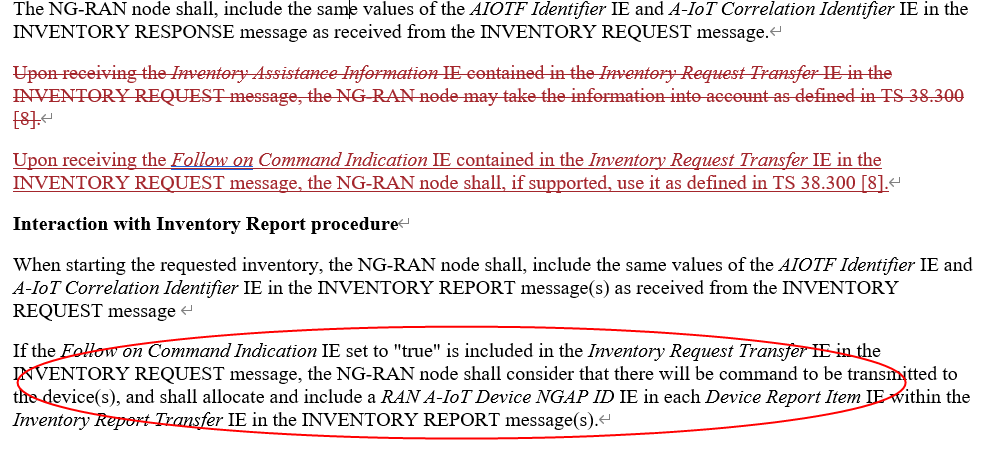 The NG-RAN node shall, include the same values of the AIOTF Identifier IE and A-IoT Correlation Identifier IE in the
INVENTORY RESPONSE message as received from the INVENTORY REQUEST message.
Upon receiving the Inventory Assistance Information IE contained in the Inventory Request Transfer IE in the
INVENTORY REQUEST message, the NG-RAN node may take the information into account as defined in TS 38.300
[8].
Upon receiving the Follow on Command Indication IE contained in the Inventory Request Transfer IE in the
INVENTORY REQUEST message, the NG-RAN node shall, if supported, use it as defined in TS 38.300 [8].
Interaction with Inventory Report procedure
When starting the requested inventory, the NG-RAN node shall, include the same values of the AIOTF Identifier IE and
A-IoT Correlation Identifier IE in the INVENTORY REPORT message(s) as received from the INVENTORY
REQUEST message
If the Follow on Command Indication IE set to "true" is included in the Inventory Request Transfer IE in the
INVENTORY REQUEST message, the NG-RAN node shall consider that there will be command to be transmitted to
the device(s), and shall allocate and include a RAN A-IoT Device NGAP ID IE in each Device Report Item IE within the
Inventory Report Transfer IE in the INVENTORY REPORT message(s).